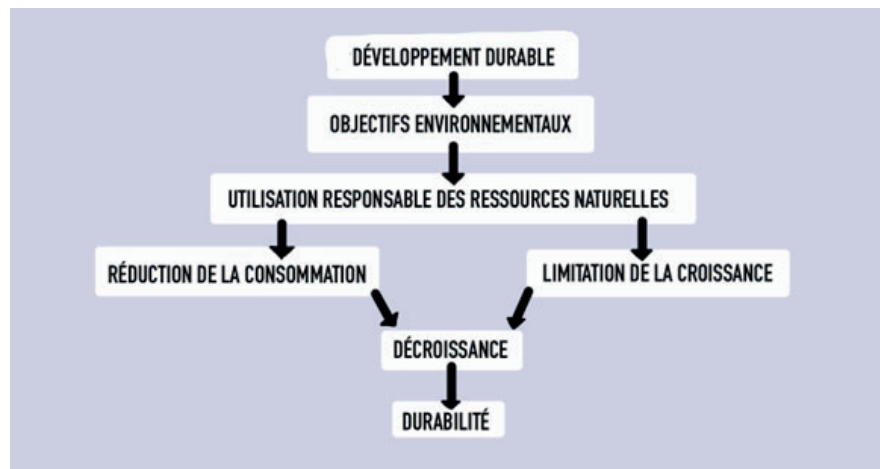 DÉVELOPPEMENT DURABLE
OBJECTIFS ENVIRONNEMENTAUX
UTILISATION RESPONSABLE DES RESSOURCES NATURELLES
RÉDUCTION DE LA CONSOMMATION
LIMITATION DE LA CROISSANCE
DÉCROISSANCE
DURABILITÉ